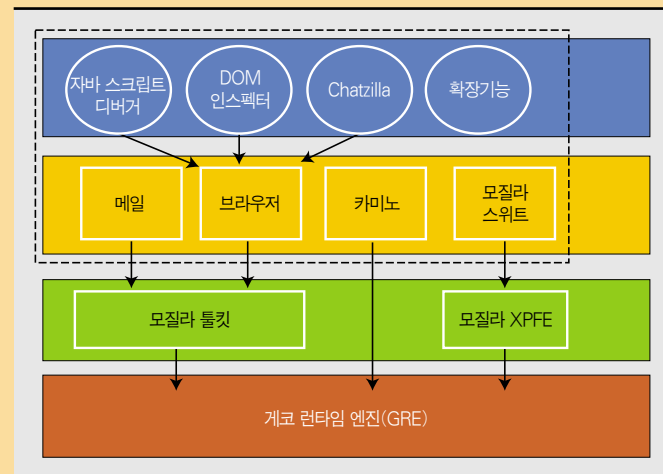 자바 스크립트
디버거
DOM
인스펙터
Chatzilla
확장기능
메일
브라우저
카미노
모질라
스위트
모질라 툴킷
모질라 XPFE
게코 런타임 엔진(GRE)